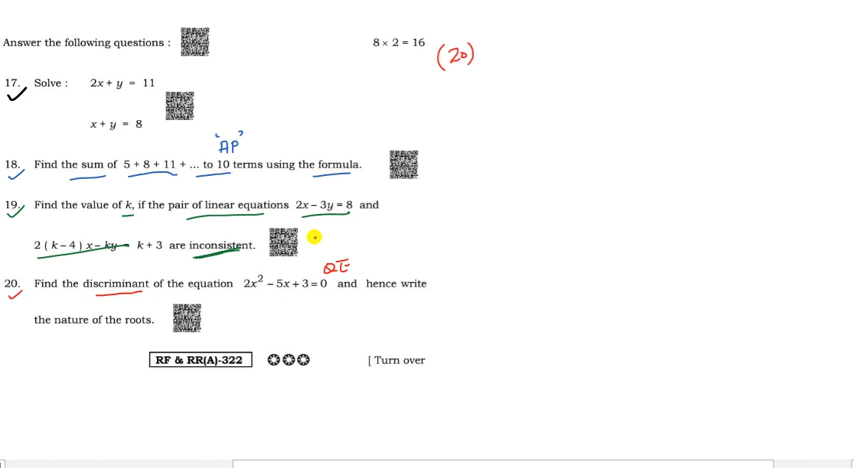 Answer the following questions : 8 × 2 = 16
(20)
17. Solve : 2x + y = 11
x + y = 8
'AP'
18. Find the sum of 5 + 8 + 11 + ... to 10 terms using the formula.
19. Find the value of k, if the pair of linear equations 2x – 3y = 8 and
2 ( k – 4 ) x – ky = k + 3 are inconsistent.
QE
20. Find the discriminant of the equation 2x² – 5x + 3 = 0 and hence write
the nature of the roots.
RF & RR(A)-322 [ Turn over